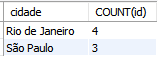 cidade COUNT(id)
Rio de Janeiro 4
São Paulo 3